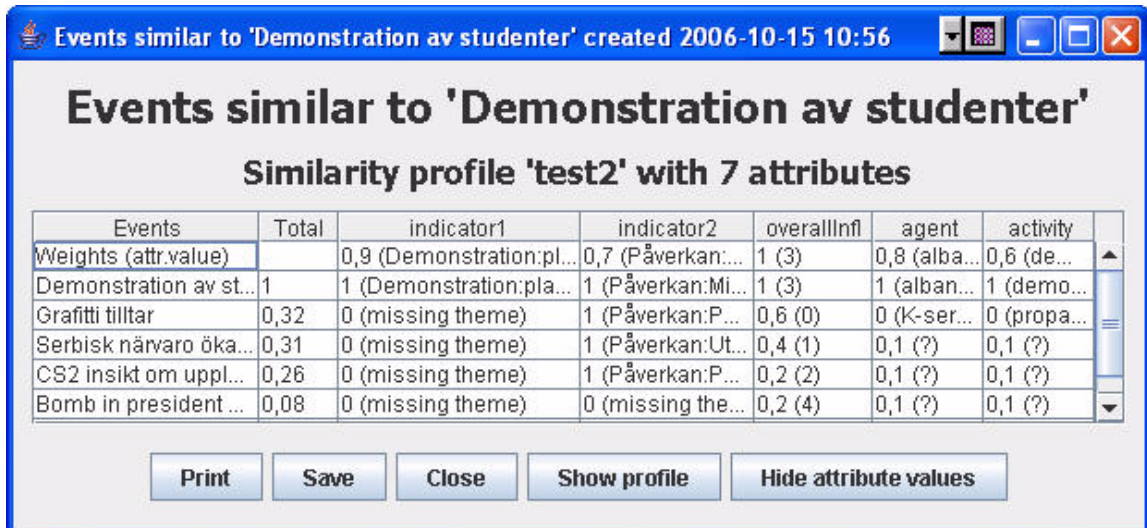 Events similar to 'Demonstration av studenter' created 2006-10-15 10:56
Events similar to 'Demonstration av studenter'
Similarity profile 'test2' with 7 attributes
Events Total indicator1 indicator2 overallInfl agent activity
Weights (attr.value) 0,9 (Demonstration:pl... 0,7 (Påverkan:... 1 (3) 0,8 (alba... 0,6 (de...
Demonstration av st... 1 1 (Demonstration:pla... 1 (Påverkan:Mi... 1 (3) 1 (alban... 1 (demo...
Grafitti tilltar 0,32 0 (missing theme) 1 (Påverkan:P... 0,6 (0) 0 (K-ser... 0 (propa...
Serbisk närvaro öka... 0,31 0 (missing theme) 1 (Påverkan:Ut... 0,4 (1) 0,1 (?) 0,1 (?)
CS2 insikt om uppl... 0,26 0 (missing theme) 1 (Påverkan:P... 0,2 (2) 0,1 (?) 0,1 (?)
Bomb in president ... 0,08 0 (missing theme) 0 (missing the... 0,2 (4) 0,1 (?) 0,1 (?)
Print Save Close Show profile Hide attribute values